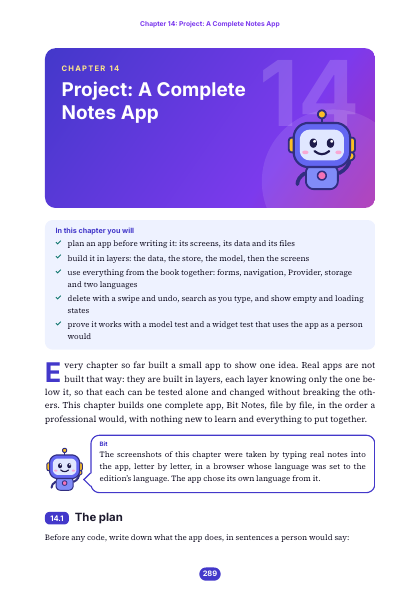 Chapter 14: Project: A Complete Notes App
CHAPTER 14
14
Project: A Complete
Notes App
In this chapter you will
✓ plan an app before writing it: its screens, its data and its files
✓ build it in layers: the data, the store, the model, then the screens
✓ use everything from the book together: forms, navigation, Provider, storage
and two languages
✓ delete with a swipe and undo, search as you type, and show empty and loading
states
✓ prove it works with a model test and a widget test that uses the app as a person
would
Every chapter so far built a small app to show one idea. Real apps are not
built that way: they are built in layers, each layer knowing only the one be-
low it, so that each can be tested alone and changed without breaking the oth-
ers. This chapter builds one complete app, Bit Notes, file by file, in the order a
professional would, with nothing new to learn and everything to put together.
Bit
The screenshots of this chapter were taken by typing real notes into
the app, letter by letter, in a browser whose language was set to the
edition's language. The app chose its own language from it.
14.1 The plan
Before any code, write down what the app does, in sentences a person would say:
289